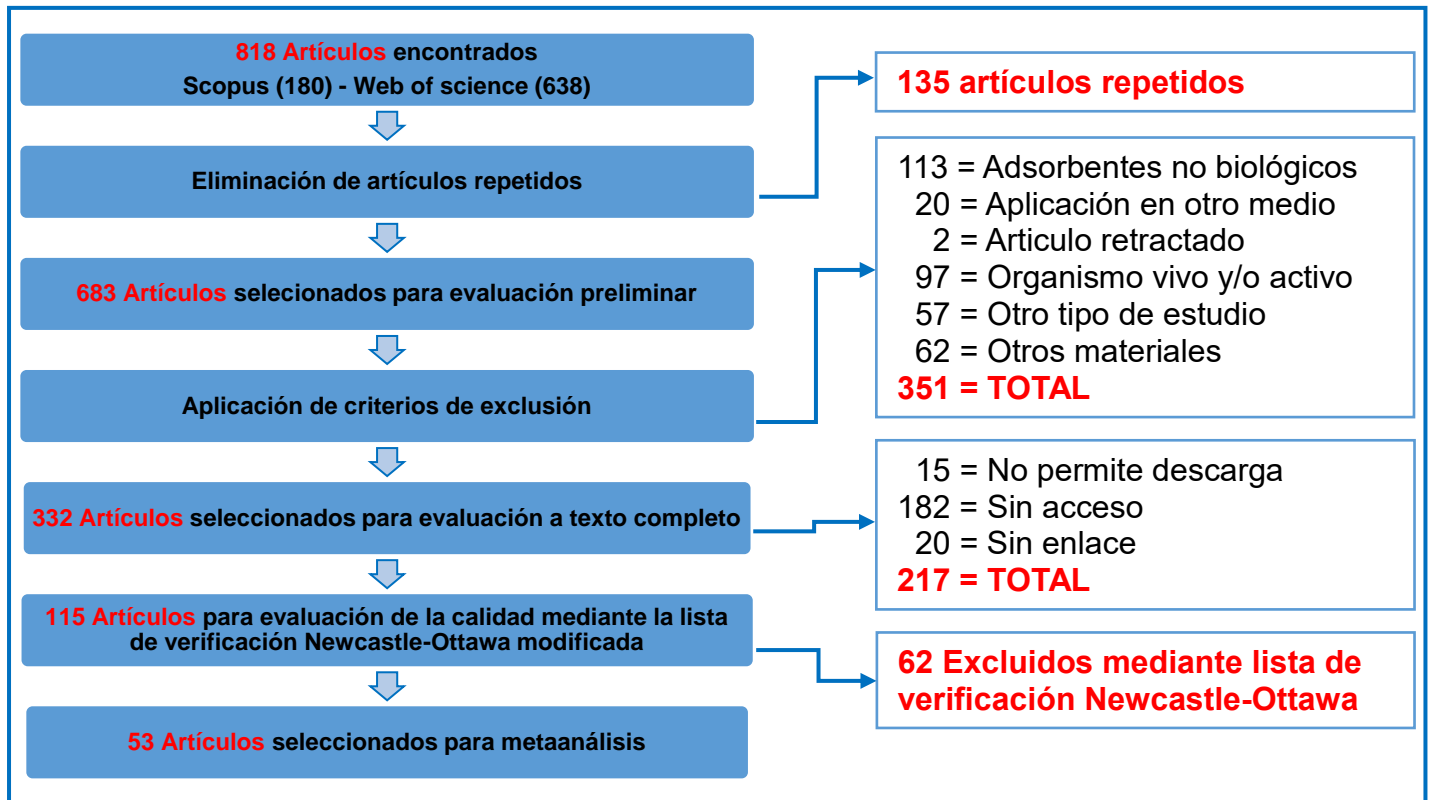 818 Artículos encontrados
Scopus (180) - Web of science (638)
Eliminación de artículos repetidos
683 Artículos selecionados para evaluación preliminar
Aplicación de criterios de exclusión
332 Artículos seleccionados para evaluación a texto completo
115 Artículos para evaluación de la calidad mediante la lista
de verificación Newcastle-Ottawa modificada
53 Artículos seleccionados para metaanálisis
135 artículos repetidos
113 = Adsorbentes no biológicos
20 = Aplicación en otro medio
2 = Articulo retractado
97 = Organismo vivo y/o activo
57 = Otro tipo de estudio
62 = Otros materiales
351 = TOTAL
15 = No permite descarga
182 = Sin acceso
20 = Sin enlace
217 = TOTAL
62 Excluidos mediante lista de
verificación Newcastle-Ottawa